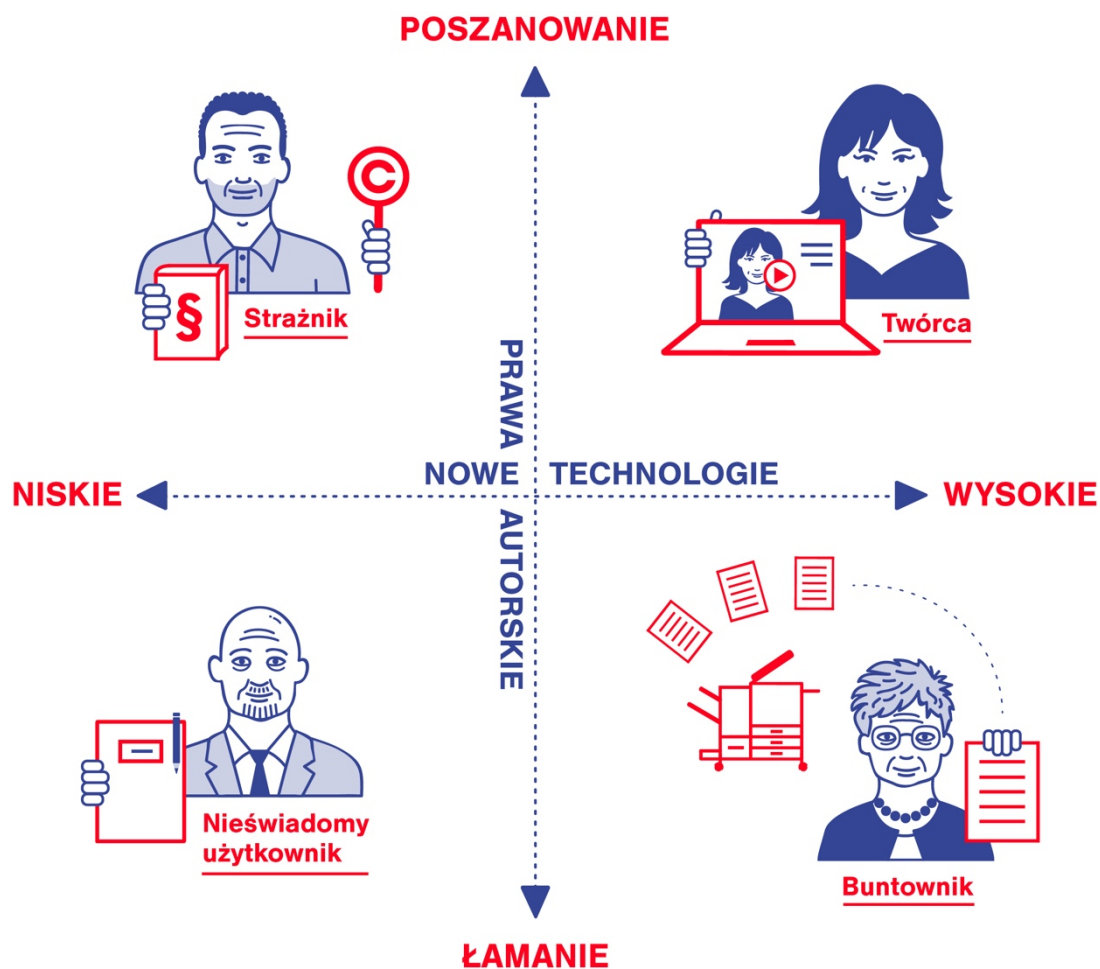 POSZANOWANIE
©
§
Strażnik
Twórca
PRAWA
NOWE TECHNOLOGIE
NISKIE
WYSOKIE
AUTORSKIE
Nieświadomy
użytkownik
Buntownik
ŁAMANIE